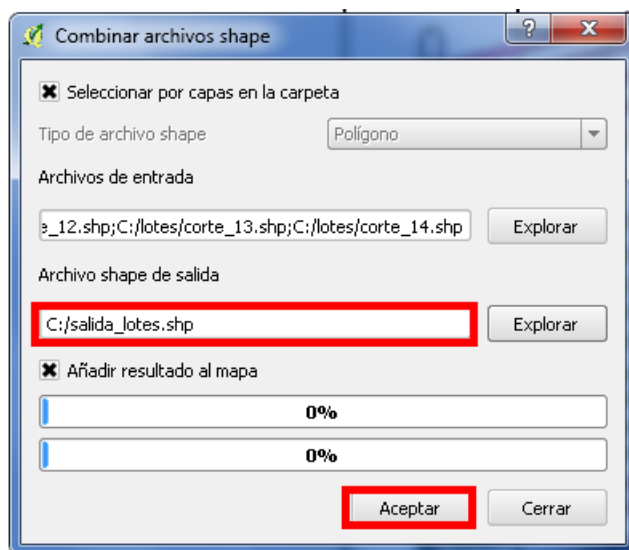 Combinar archivos shape
Seleccionar por capas en la carpeta
Tipo de archivo shape Polígono
Archivos de entrada
e_12.shp;C:/lotes/corte_13.shp;C:/lotes/corte_14.shp Explorar
Archivo shape de salida
C:/salida_lotes.shp Explorar
Añadir resultado al mapa
0%
0%
Aceptar Cerrar